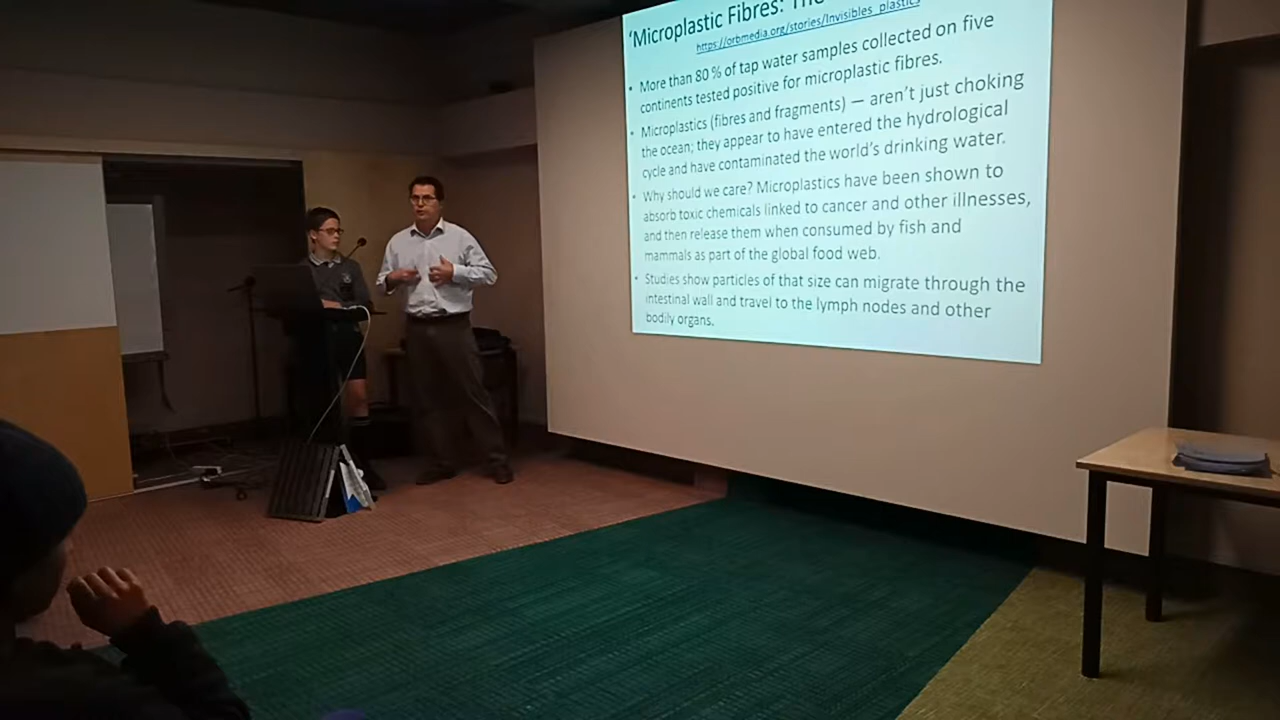 ‘Microplastic Fibres: The
https://orbmedia.org/stories/Invisibles_plastics
• More than 80 % of tap water samples collected on five
continents tested positive for microplastic fibres.
• Microplastics (fibres and fragments) — aren’t just choking
the ocean; they appear to have entered the hydrological
cycle and have contaminated the world’s drinking water.
• Why should we care? Microplastics have been shown to
absorb toxic chemicals linked to cancer and other illnesses,
and then release them when consumed by fish and
mammals as part of the global food web.
• Studies show particles of that size can migrate through the
intestinal wall and travel to the lymph nodes and other
bodily organs.